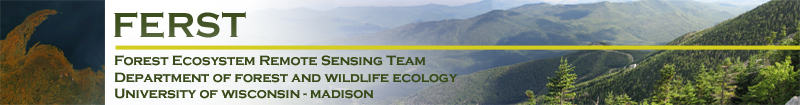 FERST
Forest Ecosystem Remote Sensing Team
Department of forest and wildlife ecology
University of wisconsin - madison